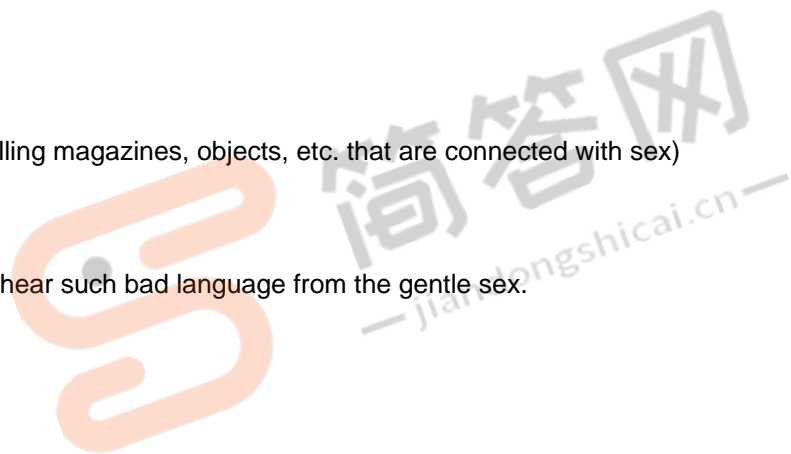 lling magazines, objects, etc. that are connected with sex)
简答网
jiandongshicai.cn
hear such bad language from the gentle sex.